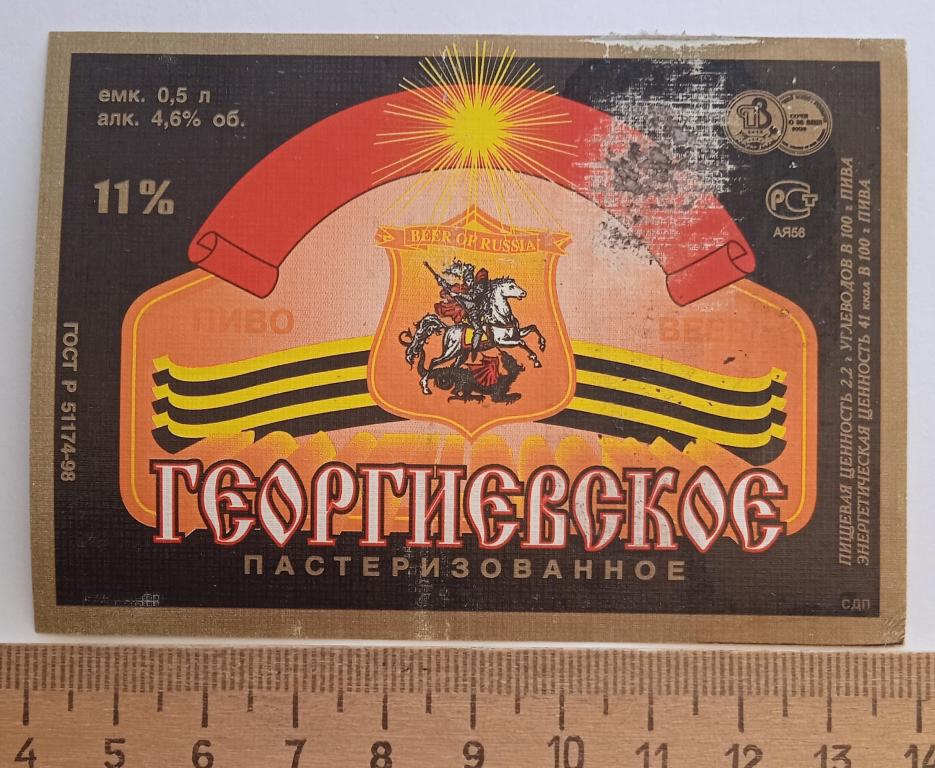 емк. 0,5 л
алк. 4,6% об.
11%
BEER OF RUSSIA
ПИВО
АЯ56
ГЕОРГИЕВСКОЕ
ПАСТЕРИЗОВАННОЕ
ГОСТ Р 51174-98
ПИЩЕВАЯ ЦЕННОСТЬ 2.2 г УГЛЕВОДОВ В 100 г ПИВА
ЭНЕРГЕТИЧЕСКАЯ ЦЕННОСТЬ 41 ккал В 100 г ПИВА
СДП
4 5 6 7 8 9 10 11 12 13 14